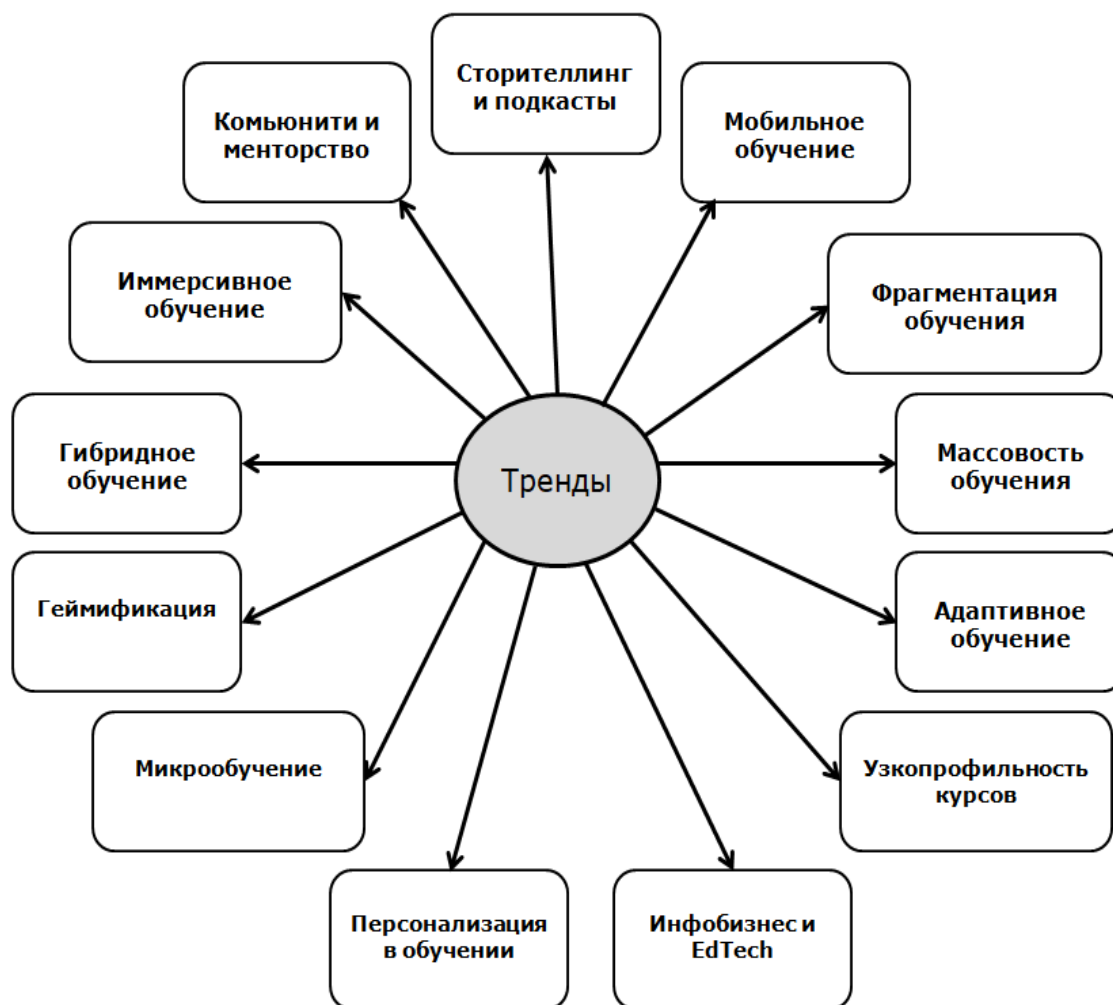 Сторителлинг
и подкасты
Комьюнити и
менторство
Мобильное
обучение
Иммерсивное
обучение
Фрагментация
обучения
Гибридное
обучение
Тренды
Массовость
обучения
Геймификация
Адаптивное
обучение
Микрообучение
Узкопрофильность
курсов
Персонализация
в обучении
Инфобизнес и
EdTech